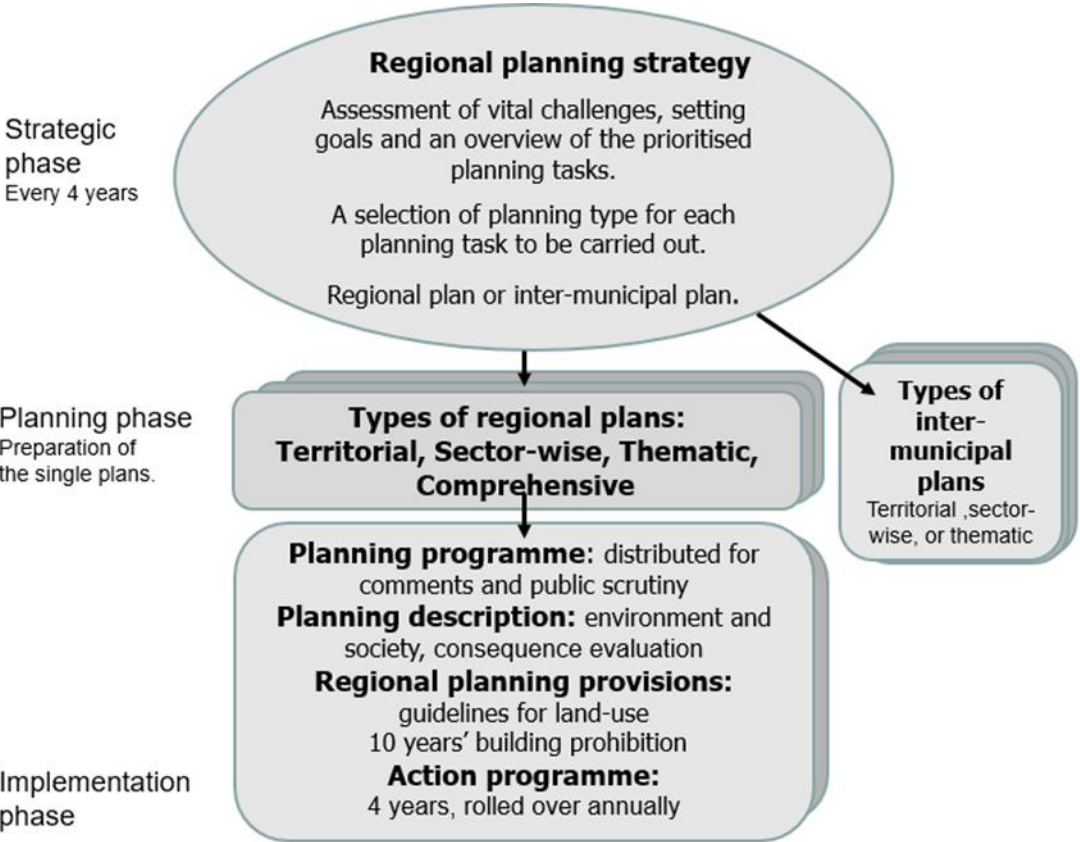 Regional planning strategy
Assessment of vital challenges, setting
goals and an overview of the prioritised
planning tasks.
A selection of planning type for each
planning task to be carried out.
Regional plan or inter-municipal plan.
Strategic
phase
Every 4 years
Planning phase
Preparation of
the single plans.
Types of regional plans:
Territorial, Sector-wise, Thematic,
Comprehensive
Types of
inter-
municipal
plans
Territorial ,sector-
wise, or thematic
Planning programme: distributed for
comments and public scrutiny
Planning description: environment and
society, consequence evaluation
Regional planning provisions:
guidelines for land-use
10 years’ building prohibition
Action programme:
4 years, rolled over annually
Implementation
phase